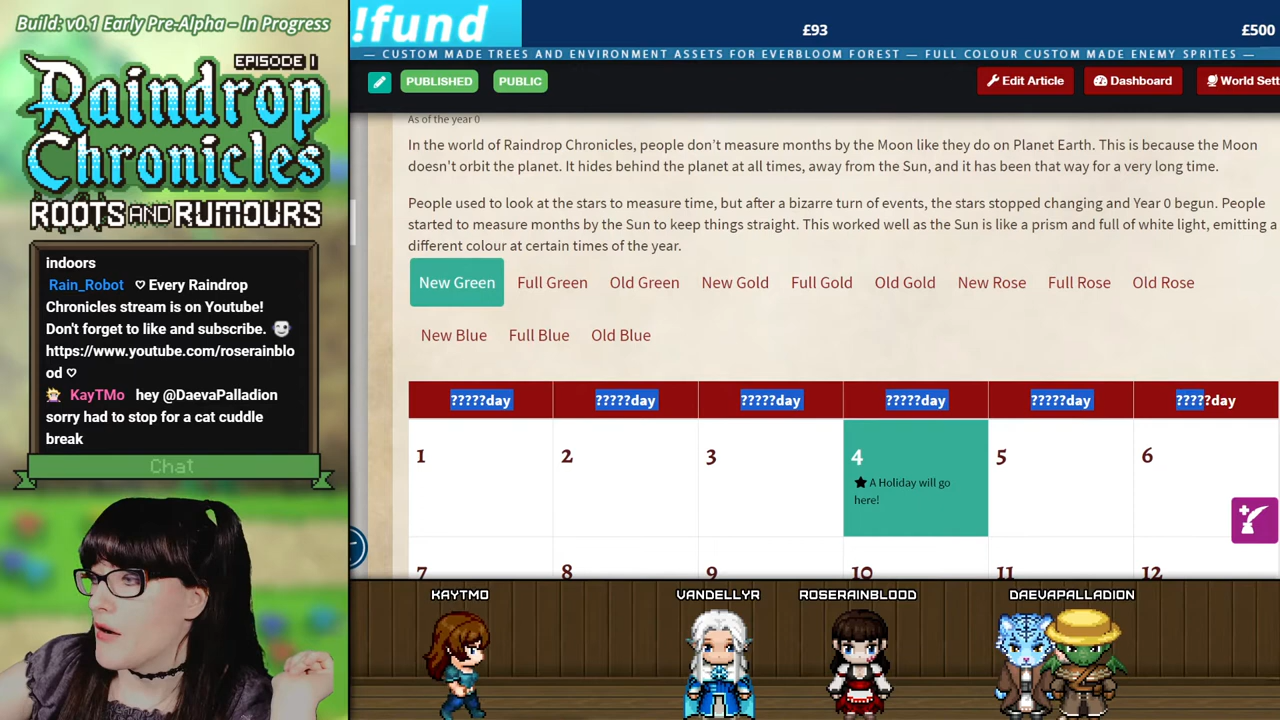 Build: v0.1 Early Pre-Alpha - In Progress
EPISODE I
Raindrop
Chronicles
ROOTS AND RUMOURS
indoors
Rain_Robot ♡ Every Raindrop
Chronicles stream is on Youtube!
Don't forget to like and subscribe.
https://www.youtube.com/roserainblo
od ♡
KayTMo hey @DaevaPalladion
sorry had to stop for a cat cuddle
break
Chat
!fund
£93
£500
— CUSTOM MADE TREES AND ENVIRONMENT ASSETS FOR EVERBLOOM FOREST — FULL COLOUR CUSTOM MADE ENEMY SPRITES —
PUBLISHED
PUBLIC
Edit Article
Dashboard
World Sett
As of the year 0
In the world of Raindrop Chronicles, people don't measure months by the Moon like they do on Planet Earth. This is because the Moon
doesn't orbit the planet. It hides behind the planet at all times, away from the Sun, and it has been that way for a very long time.
People used to look at the stars to measure time, but after a bizarre turn of events, the stars stopped changing and Year 0 begun. People
started to measure months by the Sun to keep things straight. This worked well as the Sun is like a prism and full of white light, emitting a
different colour at certain times of the year.
New Green Full Green Old Green New Gold Full Gold Old Gold New Rose Full Rose Old Rose
New Blue Full Blue Old Blue
?????day ?????day ?????day ?????day ?????day ?????day
1 2 3 4 5 6
★ A Holiday will go
here!
7 8 9 10 11 12
KAYTMO
VANDELLYR
ROSERAINBLOOD
DAEVAPALLADION